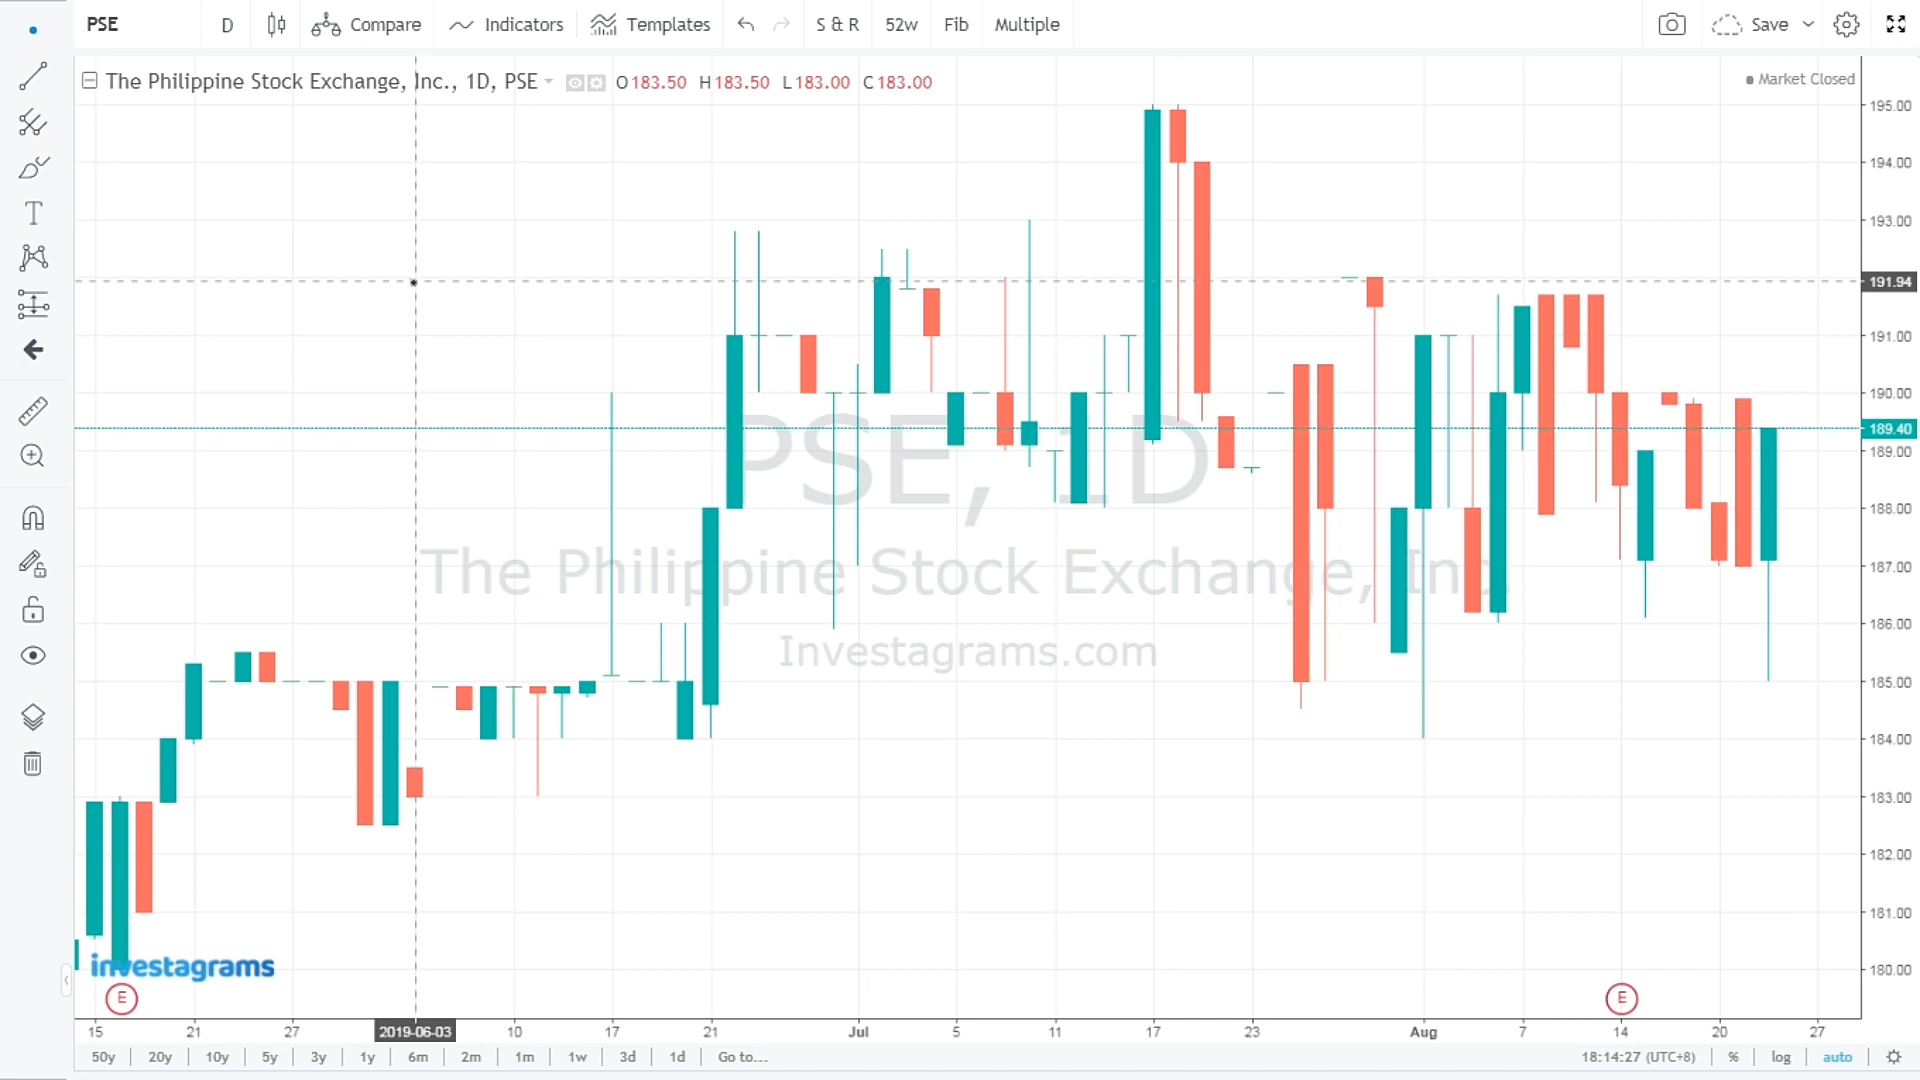 PSE D Compare Indicators Templates S & R 52w Fib Multiple Save
The Philippine Stock Exchange, Inc., 1D, PSE O183.50 H183.50 L183.00 C183.00
Market Closed
195.00
194.00
193.00
191.94
191.00
190.00
189.40
189.00
188.00
187.00
186.00
185.00
184.00
183.00
182.00
181.00
180.00
PSE, 1D
The Philippine Stock Exchange, Inc.
Investagrams.com
investagrams
E E
15 21 27 2019-06-03 10 17 21 Jul 5 11 17 23 Aug 7 14 20 27
50y 20y 10y 5y 3y 1y 6m 2m 1m 1w 3d 1d Go to... 18:14:27 (UTC+8) % log auto